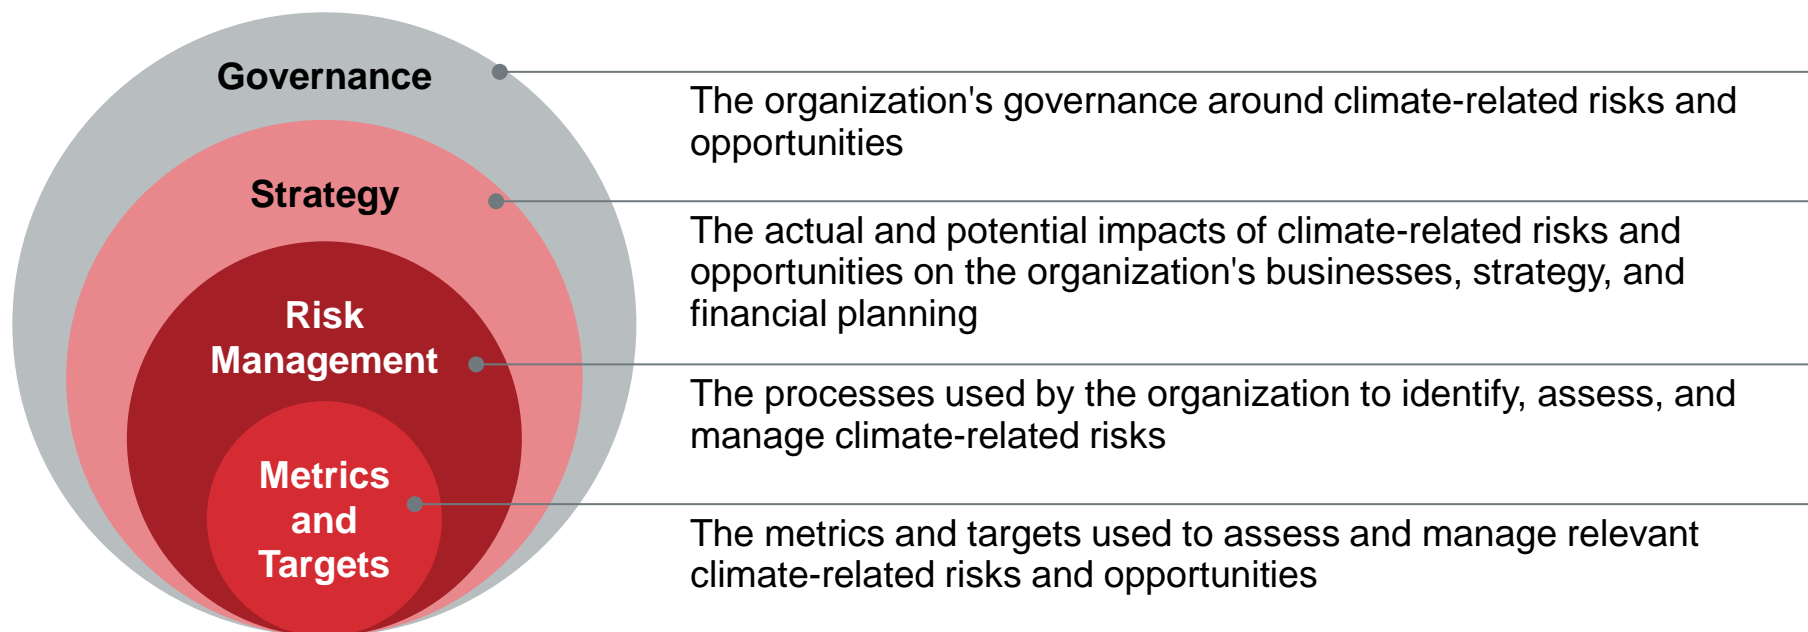 Governance
The organization's governance around climate-related risks and
opportunities
Strategy
The actual and potential impacts of climate-related risks and
opportunities on the organization's businesses, strategy, and
financial planning
Risk
Management
The processes used by the organization to identify, assess, and
manage climate-related risks
Metrics
and
Targets
The metrics and targets used to assess and manage relevant
climate-related risks and opportunities